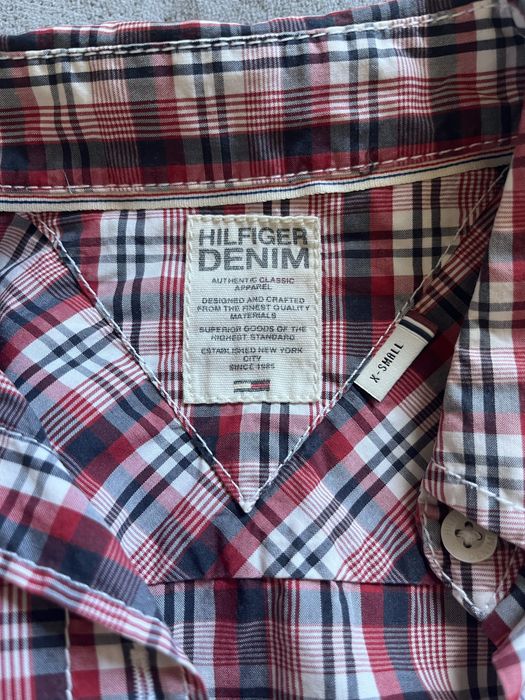 HILFIGER
DENIM
AUTHENTIC CLASSIC
APPAREL
DESIGNED AND CRAFTED
FROM THE FINEST QUALITY
MATERIALS
SUPERIOR GOODS OF THE
HIGHEST STANDARD
ESTABLISHED NEW YORK
CITY
SINCE 1985
X-SMALL